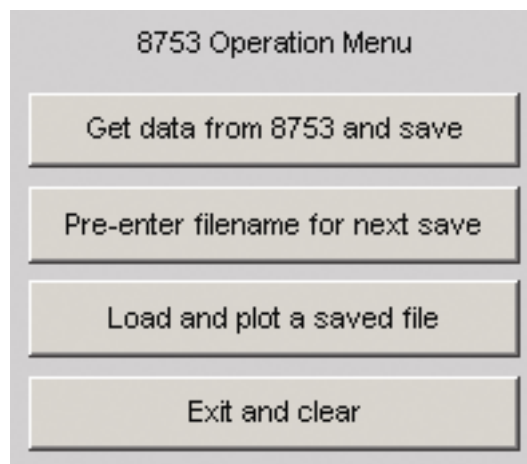 8753 Operation Menu
Get data from 8753 and save
Pre-enter filename for next save
Load and plot a saved file
Exit and clear